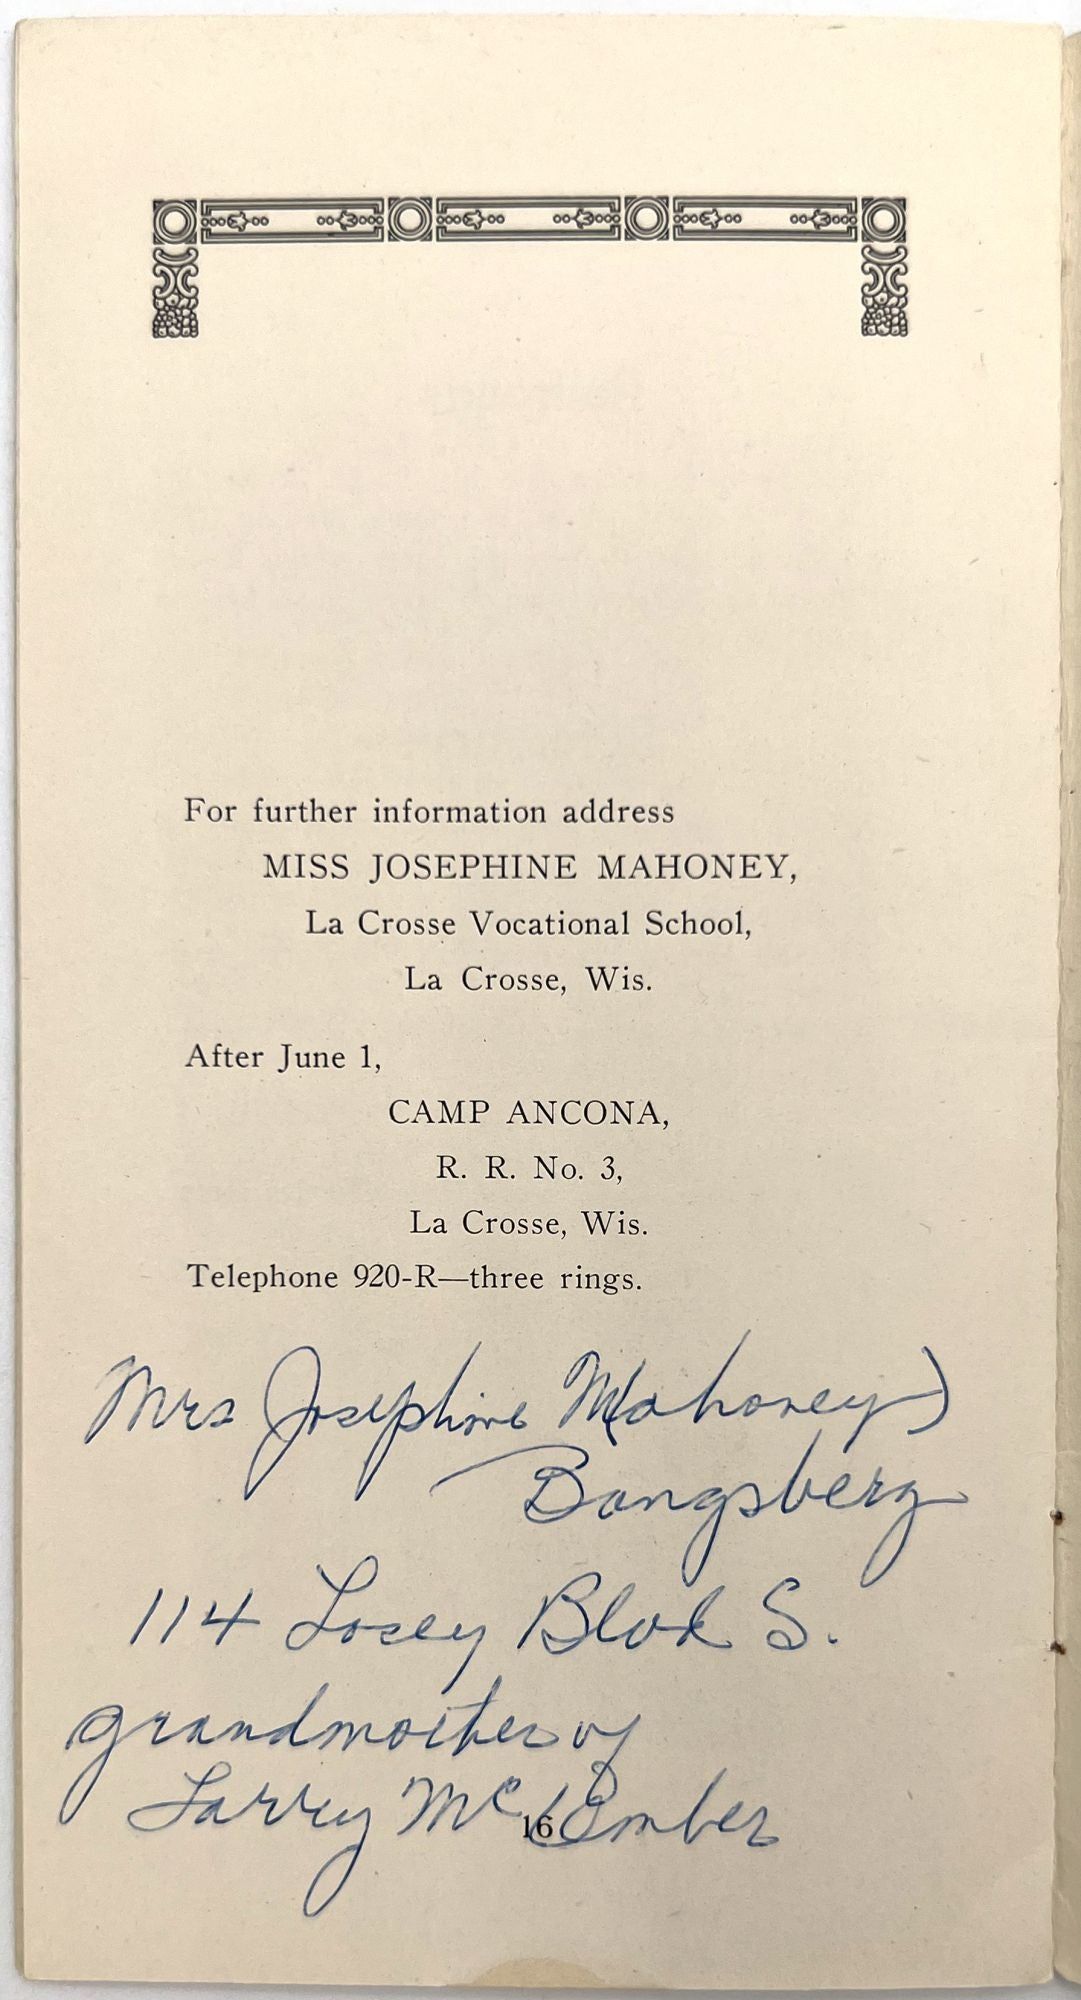 For further information address
MISS JOSEPHINE MAHONEY,
La Crosse Vocational School,
La Crosse, Wis.
After June 1,
CAMP ANCONA,
R. R. No. 3,
La Crosse, Wis.
Telephone 920-R—three rings.
Mrs Josephine M(ahoney)
Bangsberg
114 Losey Blvd S.
grandmother of
Larry Mc
16